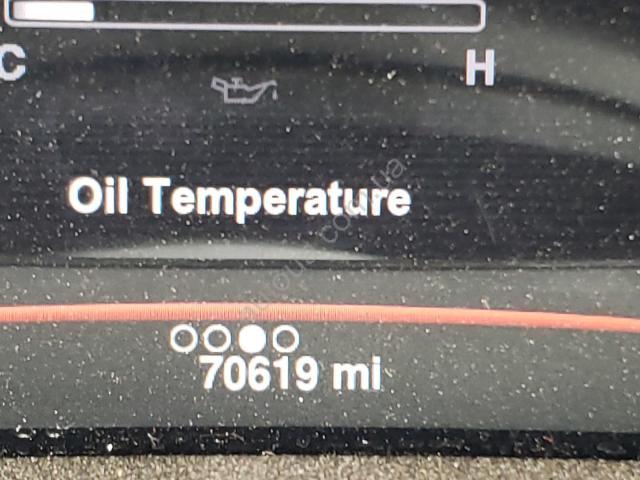 C H
Oil Temperature
70619 mi